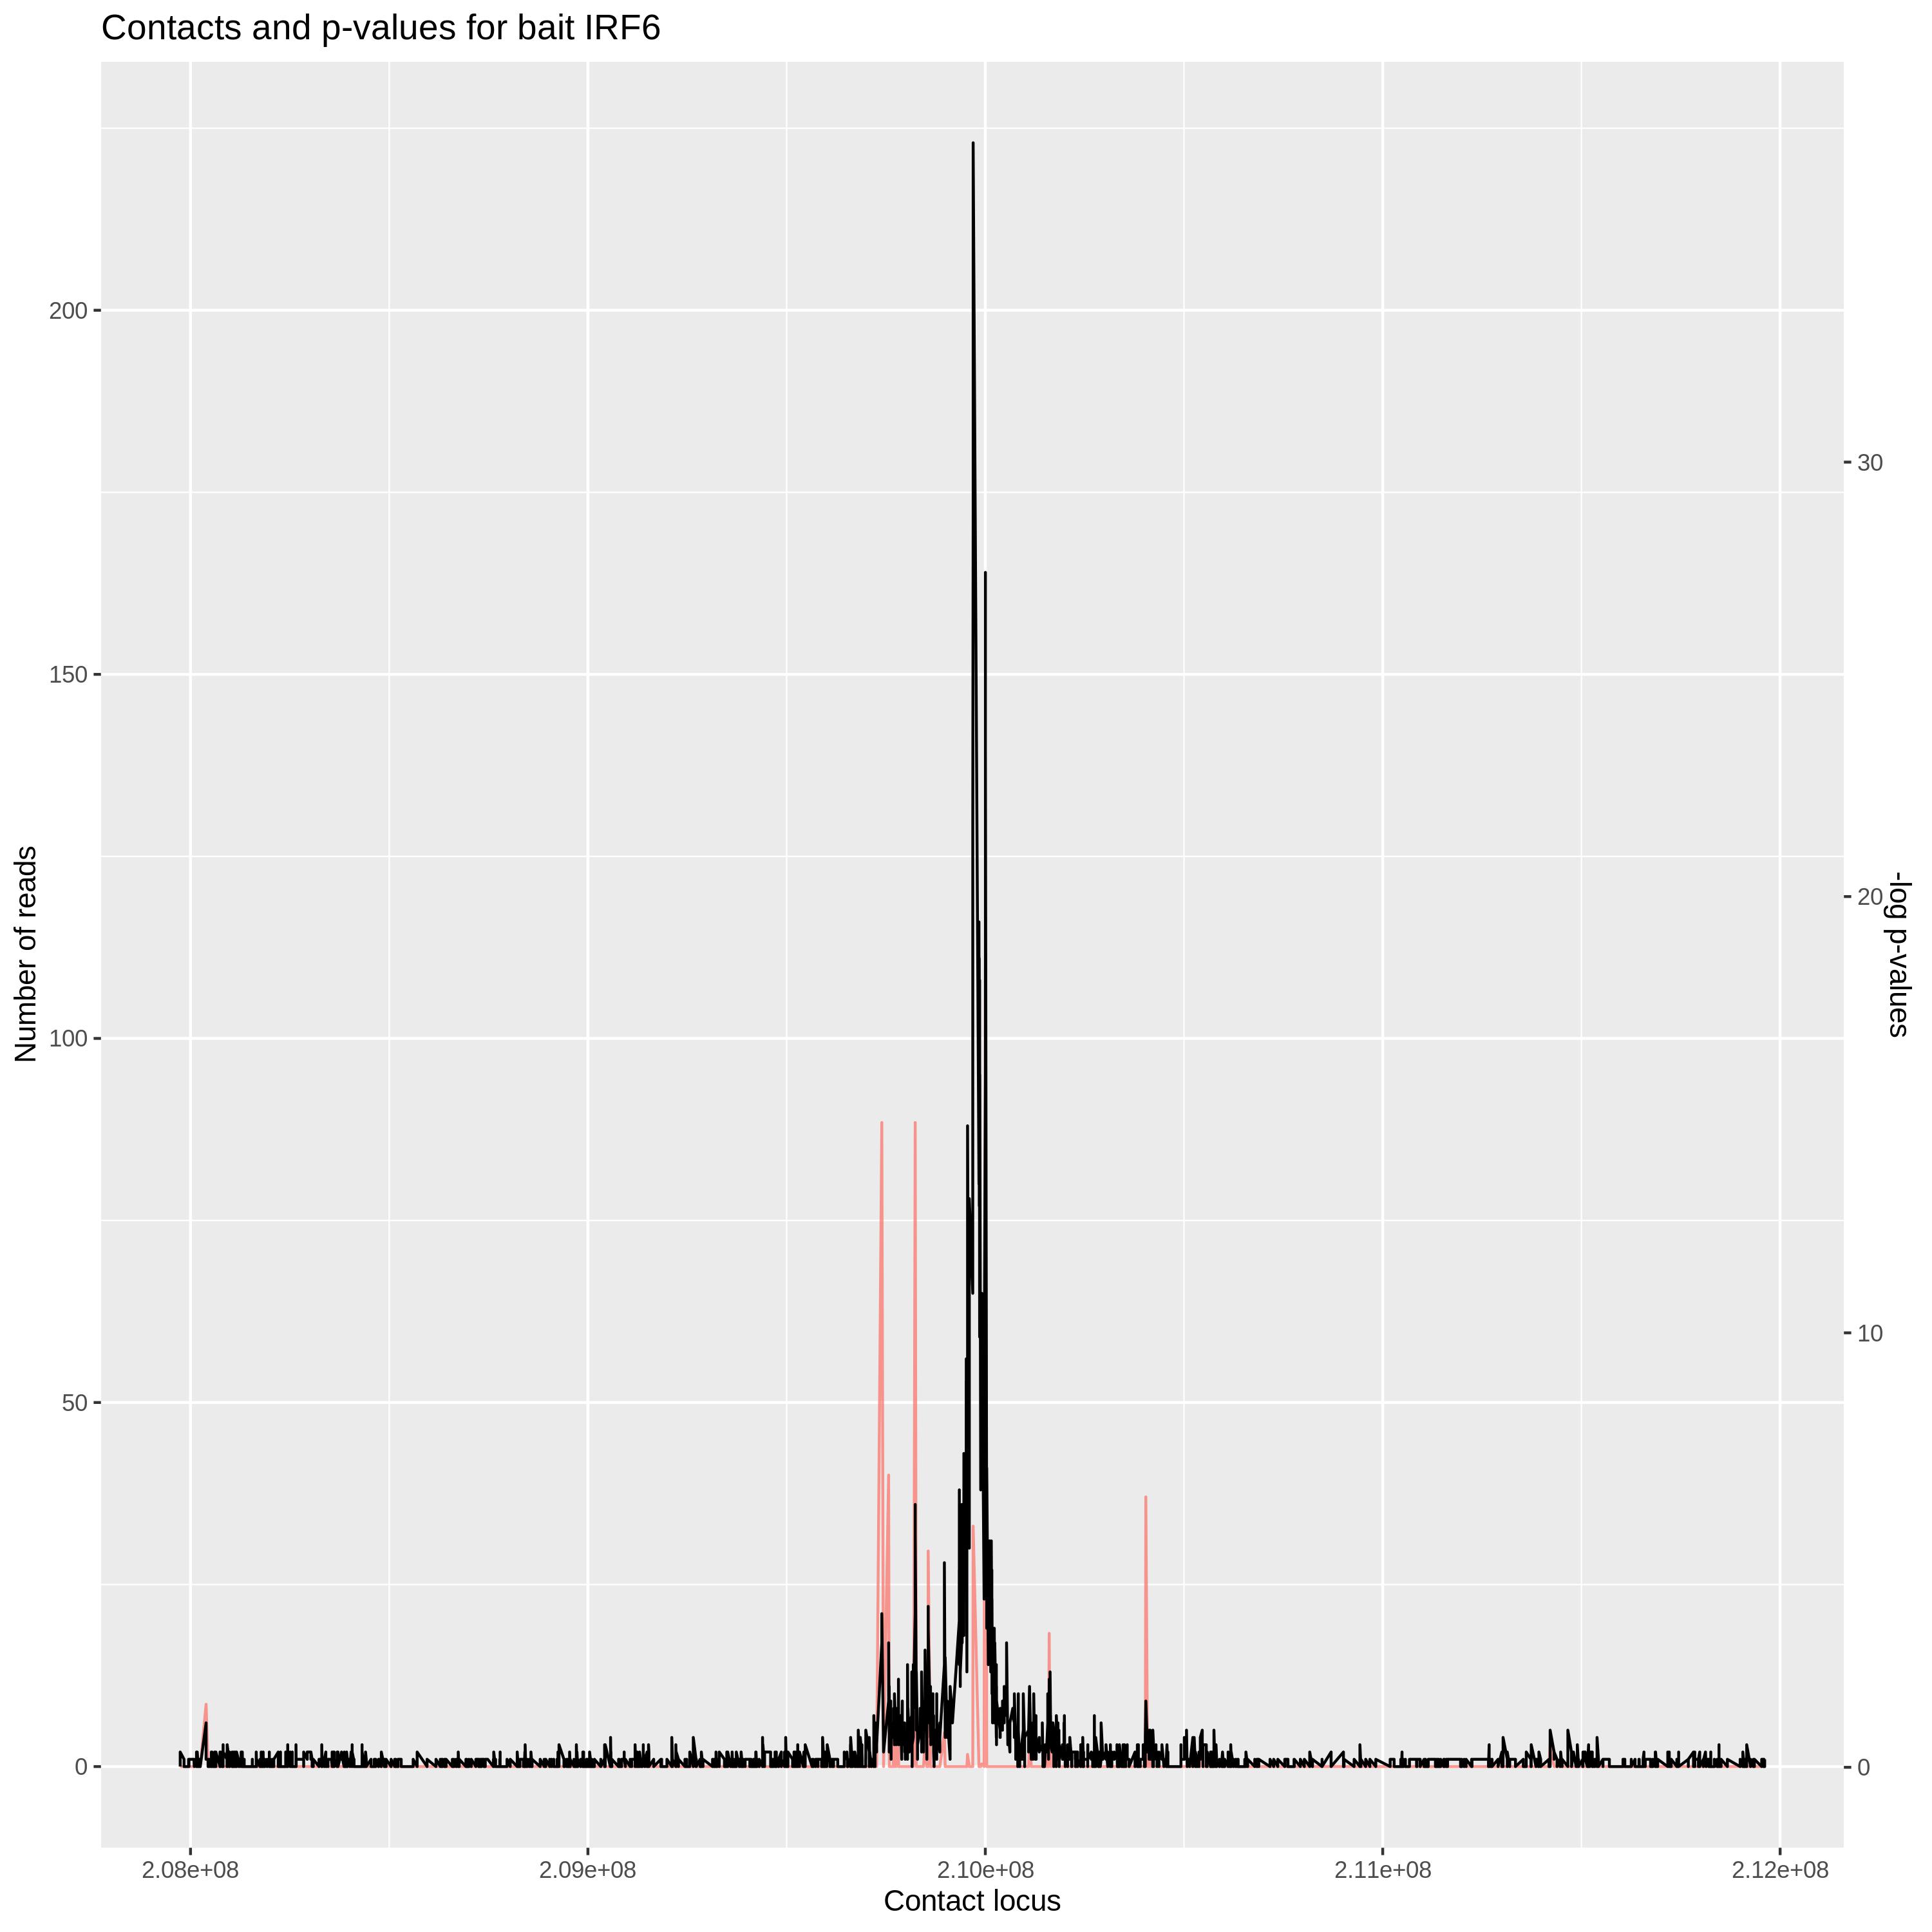 Contacts and p-values for bait IRF6
200
150
100
50
0
Number of reads
30
20
10
0
-log p-values
2.08e+08 2.09e+08 2.10e+08 2.11e+08 2.12e+08
Contact locus